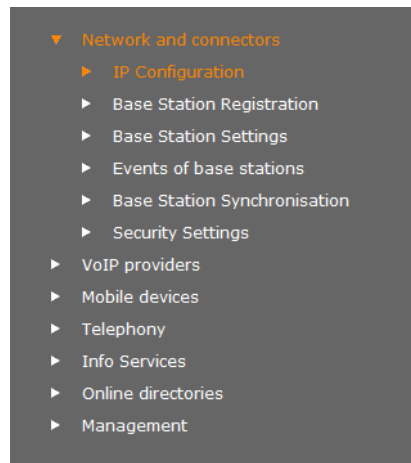 Network and connectors
IP Configuration
Base Station Registration
Base Station Settings
Events of base stations
Base Station Synchronisation
Security Settings
VoIP providers
Mobile devices
Telephony
Info Services
Online directories
Management